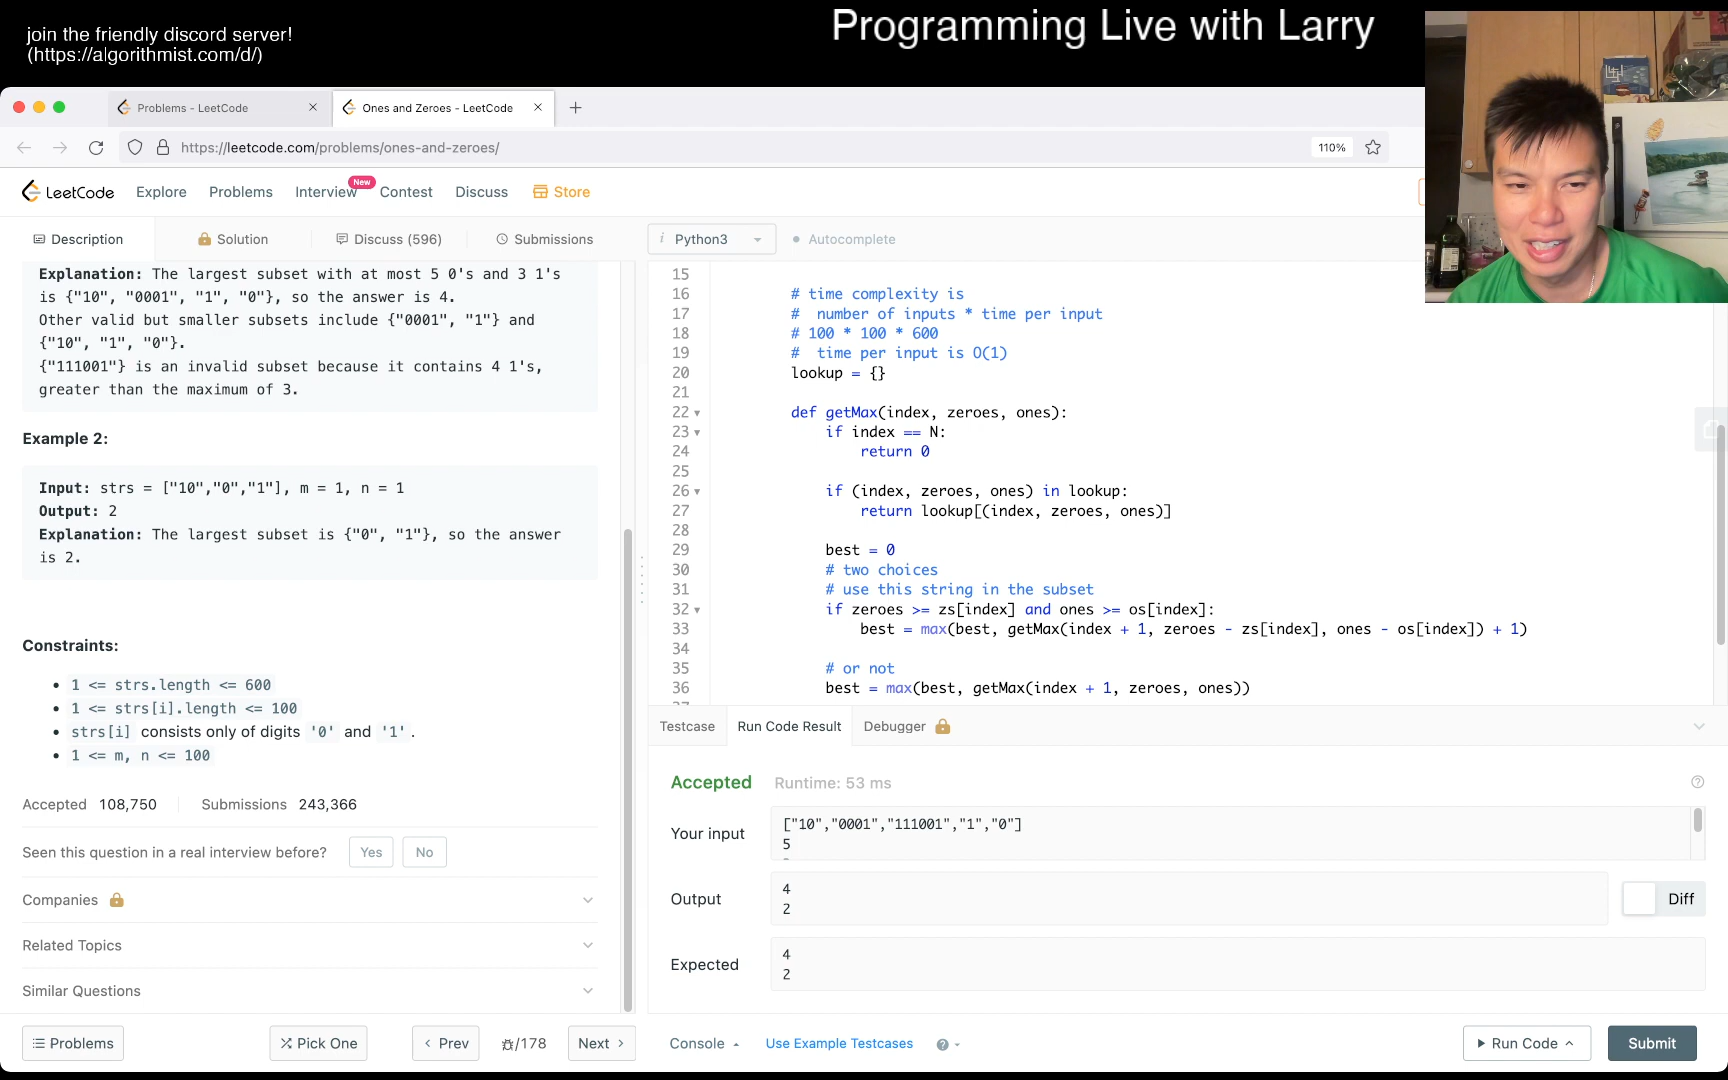 join the friendly discord server!
(https://algorithmist.com/d/)
Programming Live with Larry
Problems - LeetCode
Ones and Zeroes - LeetCode
https://leetcode.com/problems/ones-and-zeroes/
110%
LeetCode
Explore
Problems
Interview
New
Contest
Discuss
Store
Description
Solution
Discuss (596)
Submissions
i Python3
Autocomplete
Explanation: The largest subset with at most 5 0's and 3 1's
is {"10", "0001", "1", "0"}, so the answer is 4.
Other valid but smaller subsets include {"0001", "1"} and
{"10", "1", "0"}.
{"111001"} is an invalid subset because it contains 4 1's,
greater than the maximum of 3.
Example 2:
Input: strs = ["10","0","1"], m = 1, n = 1
Output: 2
Explanation: The largest subset is {"0", "1"}, so the answer
is 2.
Constraints:
1 <= strs.length <= 600
1 <= strs[i].length <= 100
strs[i] consists only of digits '0' and '1'.
1 <= m, n <= 100
Accepted 108,750
Submissions 243,366
Seen this question in a real interview before?
Yes
No
Companies
Related Topics
Similar Questions
Problems
Pick One
Prev
/178
Next
15
16 # time complexity is
17 #  number of inputs * time per input
18 # 100 * 100 * 600
19 #  time per input is O(1)
20 lookup = {}
21
22 def getMax(index, zeroes, ones):
23 if index == N:
24 return 0
25
26 if (index, zeroes, ones) in lookup:
27 return lookup[(index, zeroes, ones)]
28
29 best = 0
30 # two choices
31 # use this string in the subset
32 if zeroes >= zs[index] and ones >= os[index]:
33 best = max(best, getMax(index + 1, zeroes - zs[index], ones - os[index]) + 1)
34
35 # or not
36 best = max(best, getMax(index + 1, zeroes, ones))
Testcase
Run Code Result
Debugger
Accepted
Runtime: 53 ms
Your input
["10","0001","111001","1","0"]
5
Output
4
2
Diff
Expected
4
2
Console
Use Example Testcases
Run Code
Submit